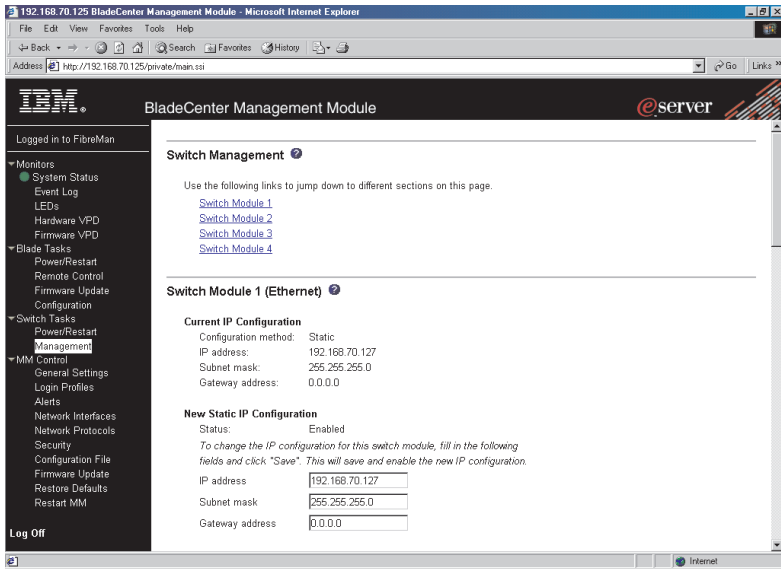 192.168.70.125 BladeCenter Management Module - Microsoft Internet Explorer
File Edit View Favorites Tools Help
Back Search Favorites History
Address http://192.168.70.125/private/main.ssi Go Links »
IBM® BladeCenter Management Module @server
Logged in to FibreMan
Monitors
System Status
Event Log
LEDs
Hardware VPD
Firmware VPD
Blade Tasks
Power/Restart
Remote Control
Firmware Update
Configuration
Switch Tasks
Power/Restart
Management
MM Control
General Settings
Login Profiles
Alerts
Network Interfaces
Network Protocols
Security
Configuration File
Firmware Update
Restore Defaults
Restart MM
Log Off
Switch Management ?
Use the following links to jump down to different sections on this page.
Switch Module 1
Switch Module 2
Switch Module 3
Switch Module 4
Switch Module 1 (Ethernet) ?
Current IP Configuration
Configuration method: Static
IP address: 192.168.70.127
Subnet mask: 255.255.255.0
Gateway address: 0.0.0.0
New Static IP Configuration
Status: Enabled
To change the IP configuration for this switch module, fill in the following
fields and click "Save". This will save and enable the new IP configuration.
IP address 192.168.70.127
Subnet mask 255.255.255.0
Gateway address 0.0.0.0
Internet